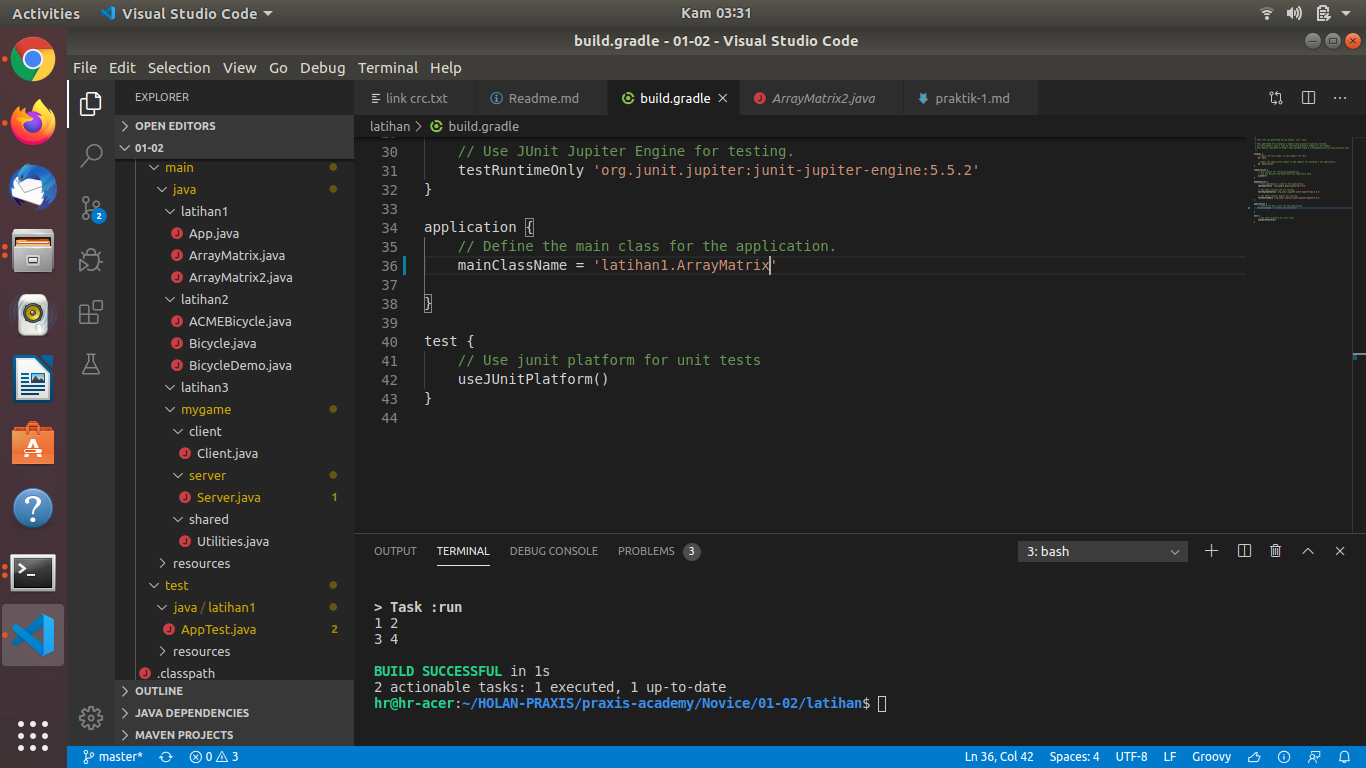 Activities Visual Studio Code Kam 03:31
build.gradle - 01-02 - Visual Studio Code
File Edit Selection View Go Debug Terminal Help
EXPLORER
OPEN EDITORS
01-02
main
java
latihan1
App.java
ArrayMatrix.java
ArrayMatrix2.java
latihan2
ACMEBicycle.java
Bicycle.java
BicycleDemo.java
latihan3
mygame
client
Client.java
server
Server.java 1
shared
Utilities.java
resources
test
java / latihan1
AppTest.java 2
resources
.classpath
OUTLINE
JAVA DEPENDENCIES
MAVEN PROJECTS
2
link crc.txt Readme.md build.gradle ArrayMatrix2.java praktik-1.md
latihan > build.gradle
30 // Use JUnit Jupiter Engine for testing.
31 testRuntimeOnly 'org.junit.jupiter:junit-jupiter-engine:5.5.2'
32 }
33
34 application {
35 // Define the main class for the application.
36 mainClassName = 'latihan1.ArrayMatrix'
37
38 }
39
40 test {
41 // Use junit platform for unit tests
42 useJUnitPlatform()
43 }
44
OUTPUT TERMINAL DEBUG CONSOLE PROBLEMS 3 3: bash
> Task :run
1 2
3 4
BUILD SUCCESSFUL in 1s
2 actionable tasks: 1 executed, 1 up-to-date
hr@hr-acer:~/HOLAN-PRAXIS/praxis-academy/Novice/01-02/latihan$
master* 0 3 Ln 36, Col 42 Spaces: 4 UTF-8 LF Groovy